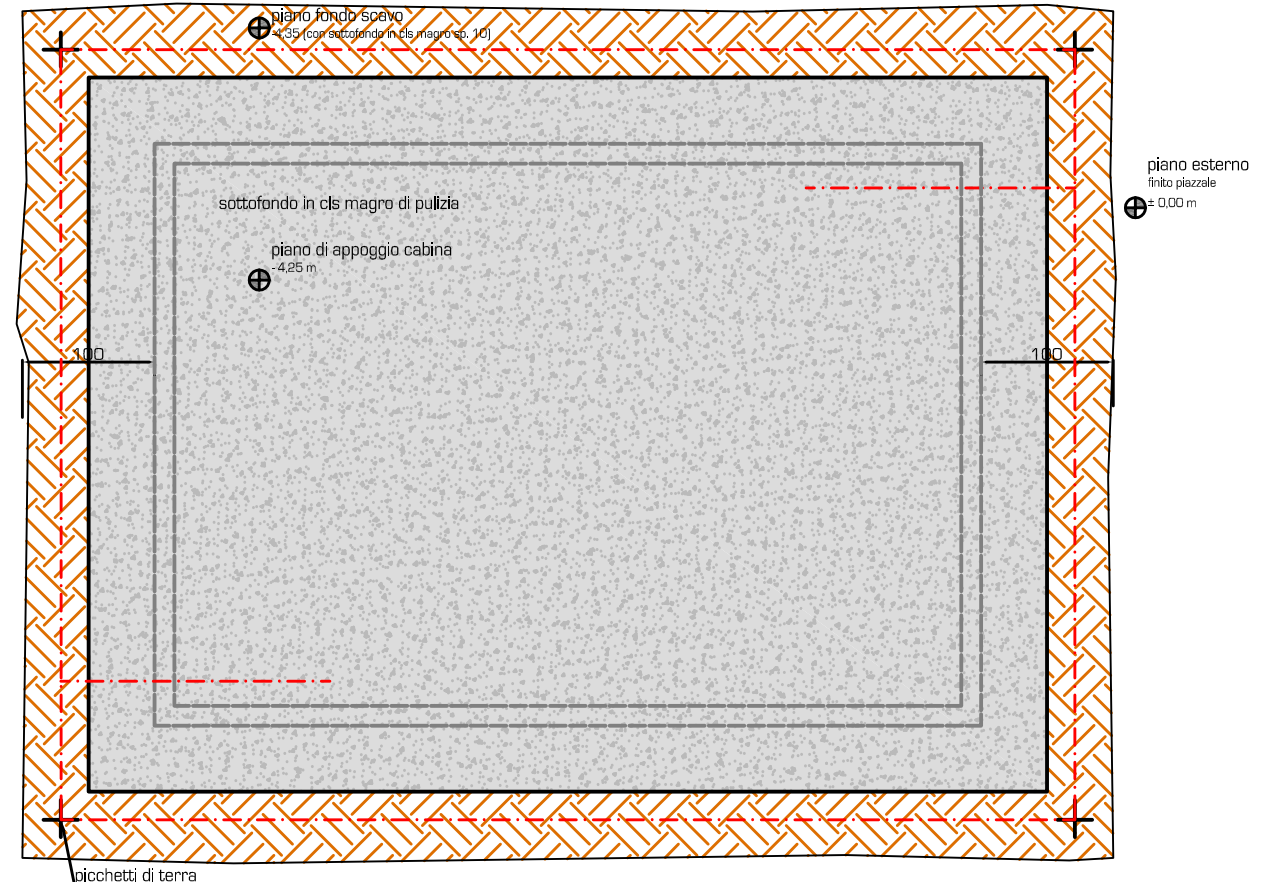 piano fondo scavo
-4,35 (con sottofondo in cls magro sp. 10)
piano esterno
finito piazzale
± 0,00 m
sottofondo in cls magro di pulizia
piano di appoggio cabina
-4,25 m
100
100
picchetti di terra